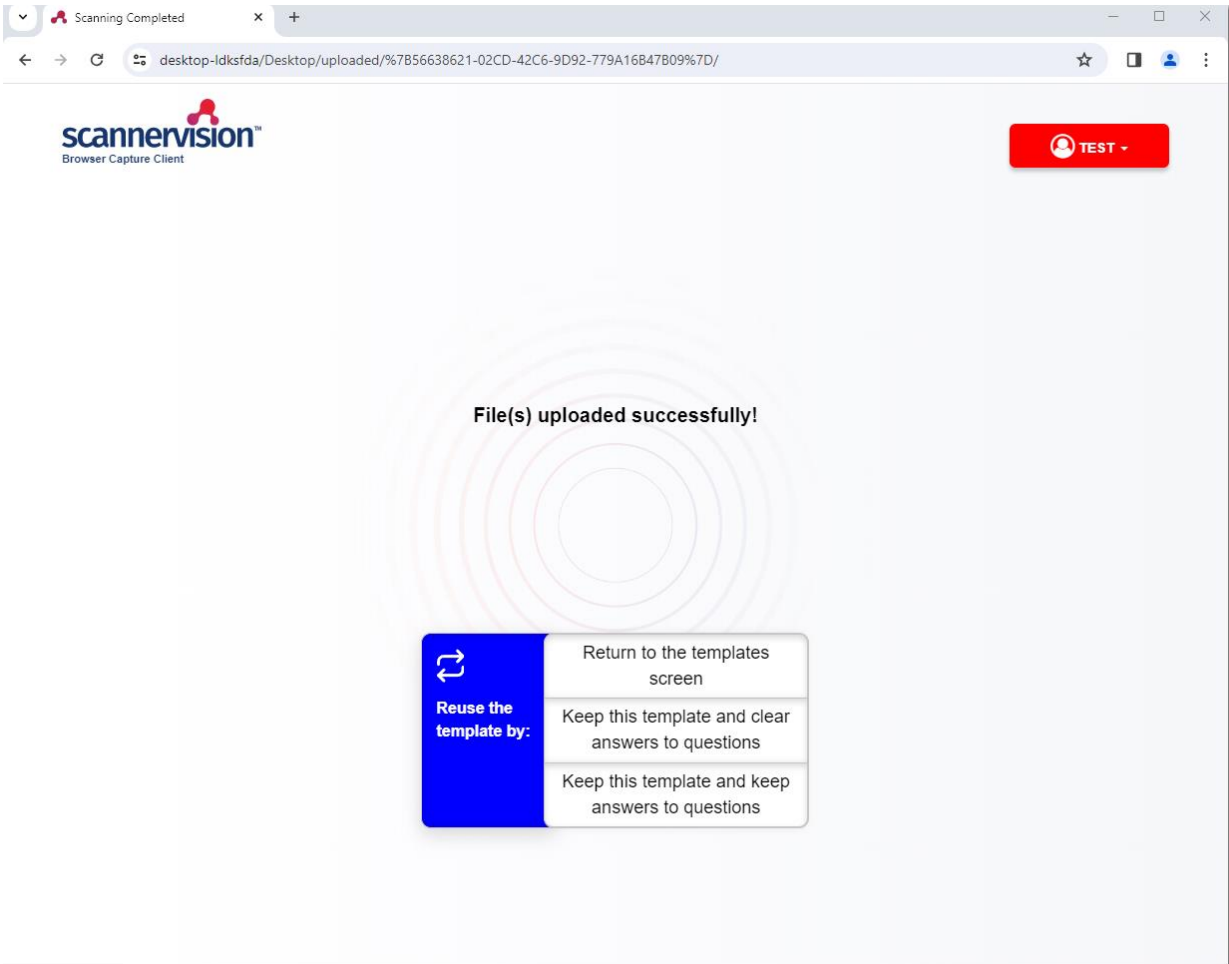 Scanning Completed
desktop-ldksfda/Desktop/uploaded/%7B56638621-02CD-42C6-9D92-779A16B47B09%7D/
scannervision™
Browser Capture Client
TEST
File(s) uploaded successfully!
Reuse the
template by:
Return to the templates
screen
Keep this template and clear
answers to questions
Keep this template and keep
answers to questions